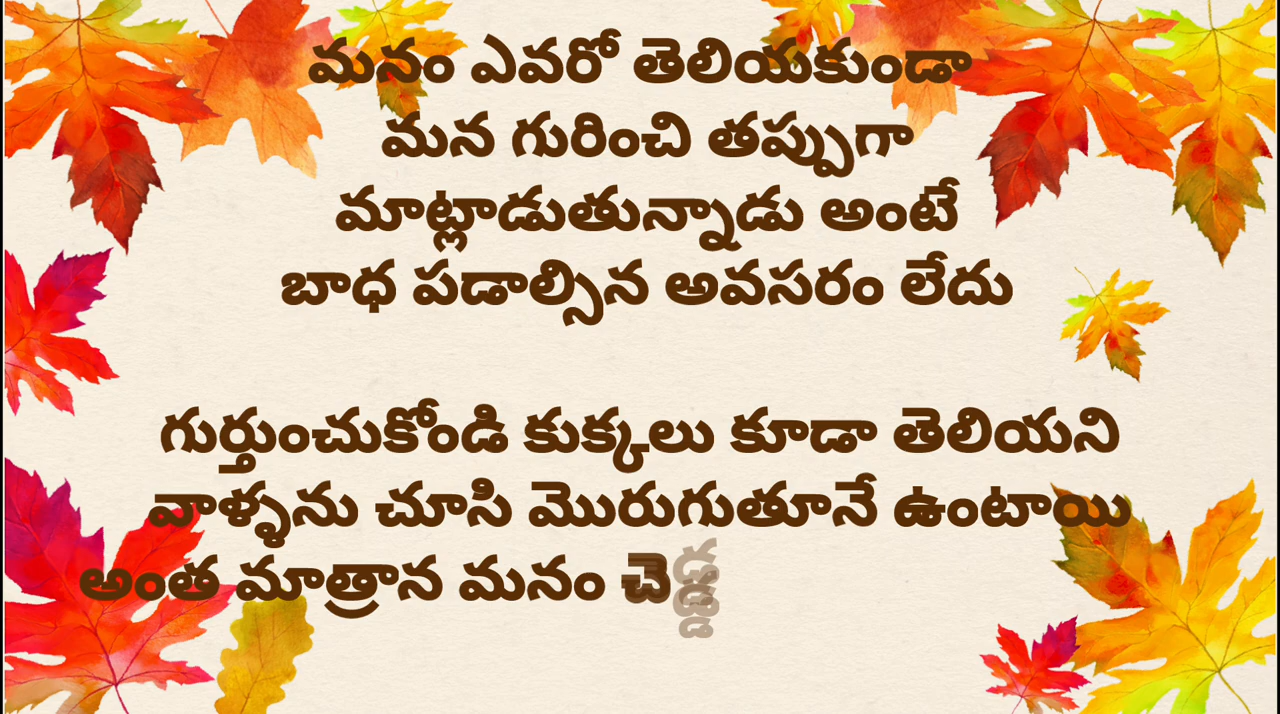 మనం ఎవరో తెలియకుండా
మన గురించి తప్పుగా
మాట్లాడుతున్నాడు అంటే
బాధ పడాల్సిన అవసరం లేదు
గుర్తుంచుకోండి కుక్కలు కూడా తెలియని
వాళ్ళను చూసి మొరుగుతూనే ఉంటాయి
అంత మాత్రాన మనం